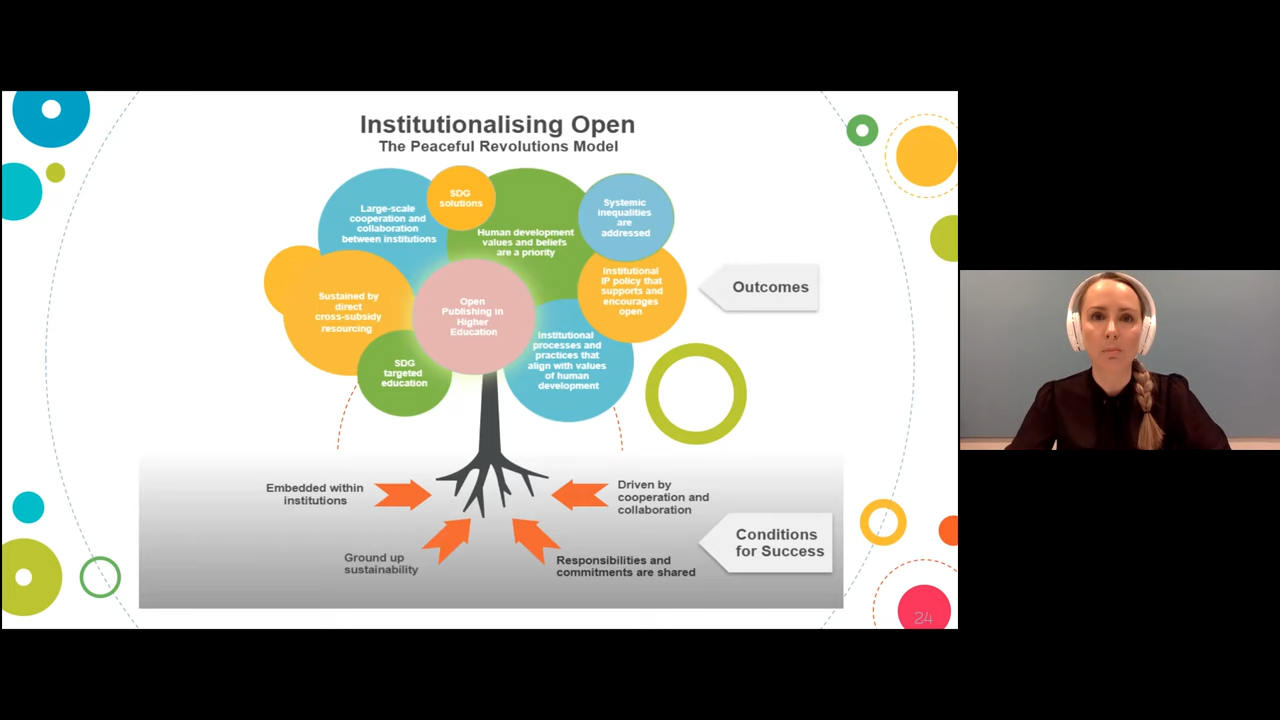 Institutionalising Open
The Peaceful Revolutions Model
SDG
solutions
Large-scale
cooperation and
collaboration
between institutions
Human development
values and beliefs
are a priority
Systemic
inequalities
are
addressed
Institutional
IP policy that
supports and
encourages
open
Outcomes
Sustained by
direct
cross-subsidy
resourcing
Open
Publishing in
Higher
Education
Institutional
processes and
practices that
align with values
of human
development
SDG
targeted
education
Embedded within
institutions
Driven by
cooperation and
collaboration
Ground up
sustainability
Responsibilities and
commitments are shared
Conditions
for Success
24